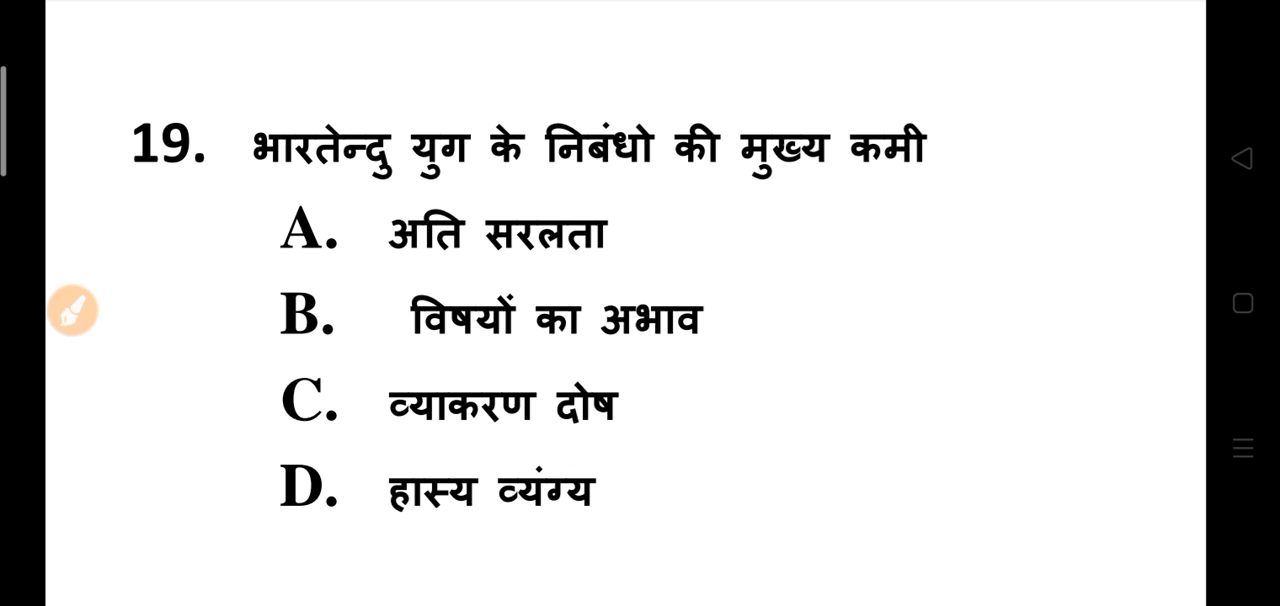 19. भारतेन्दु युग के निबंधो की मुख्य कमी
A. अति सरलता
B. विषयों का अभाव
C. व्याकरण दोष
D. हास्य व्यंग्य